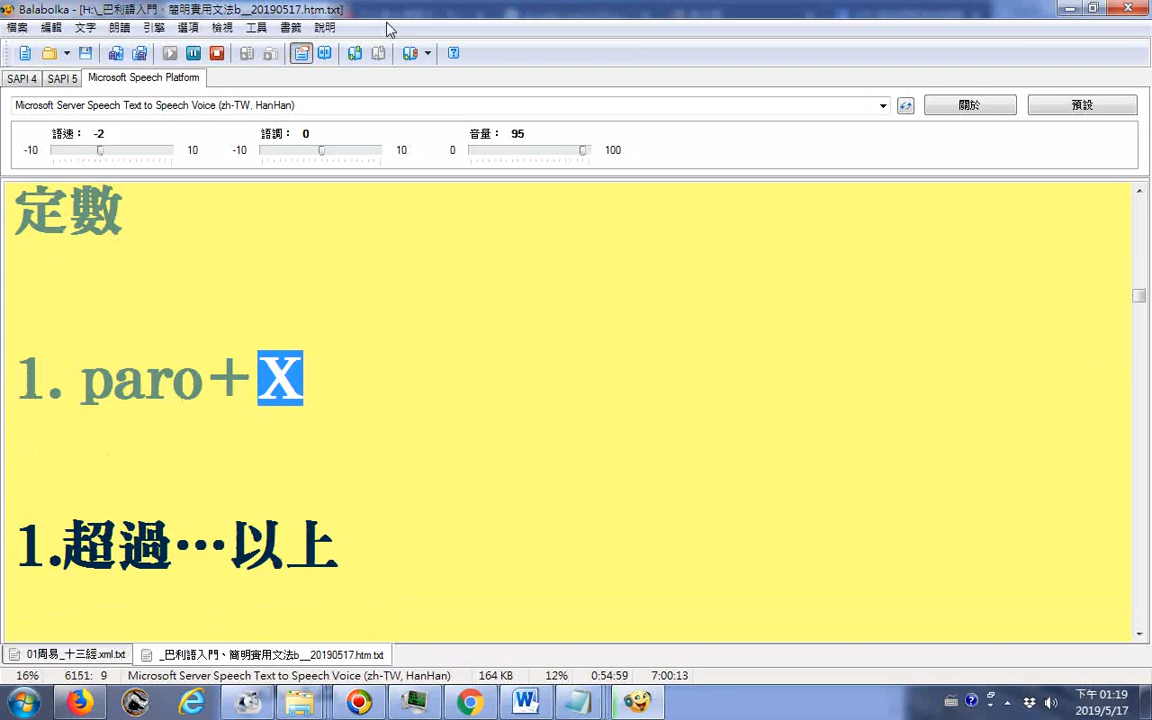 Balabolka - [H:\_巴利語入門、簡明實用文法b__20190517.htm.txt]
檔案 編輯 文字 朗讀 引擎 選項 檢視 工具 書籤 說明
SAPI 4 SAPI 5 Microsoft Speech Platform
Microsoft Server Speech Text to Speech Voice (zh-TW, HanHan) 關於 預設
語速： -2 語調： 0 音量： 95
-10 10 -10 10 0 100
定數
1. paro＋X
1.超過…以上
01周易_十三經.xml.txt _巴利語入門、簡明實用文法b__20190517.htm.txt
16% 6151: 9 Microsoft Server Speech Text to Speech Voice (zh-TW, HanHan) 164 KB 12% 0:54:59 7:00:13
下午 01:19
2019/5/17